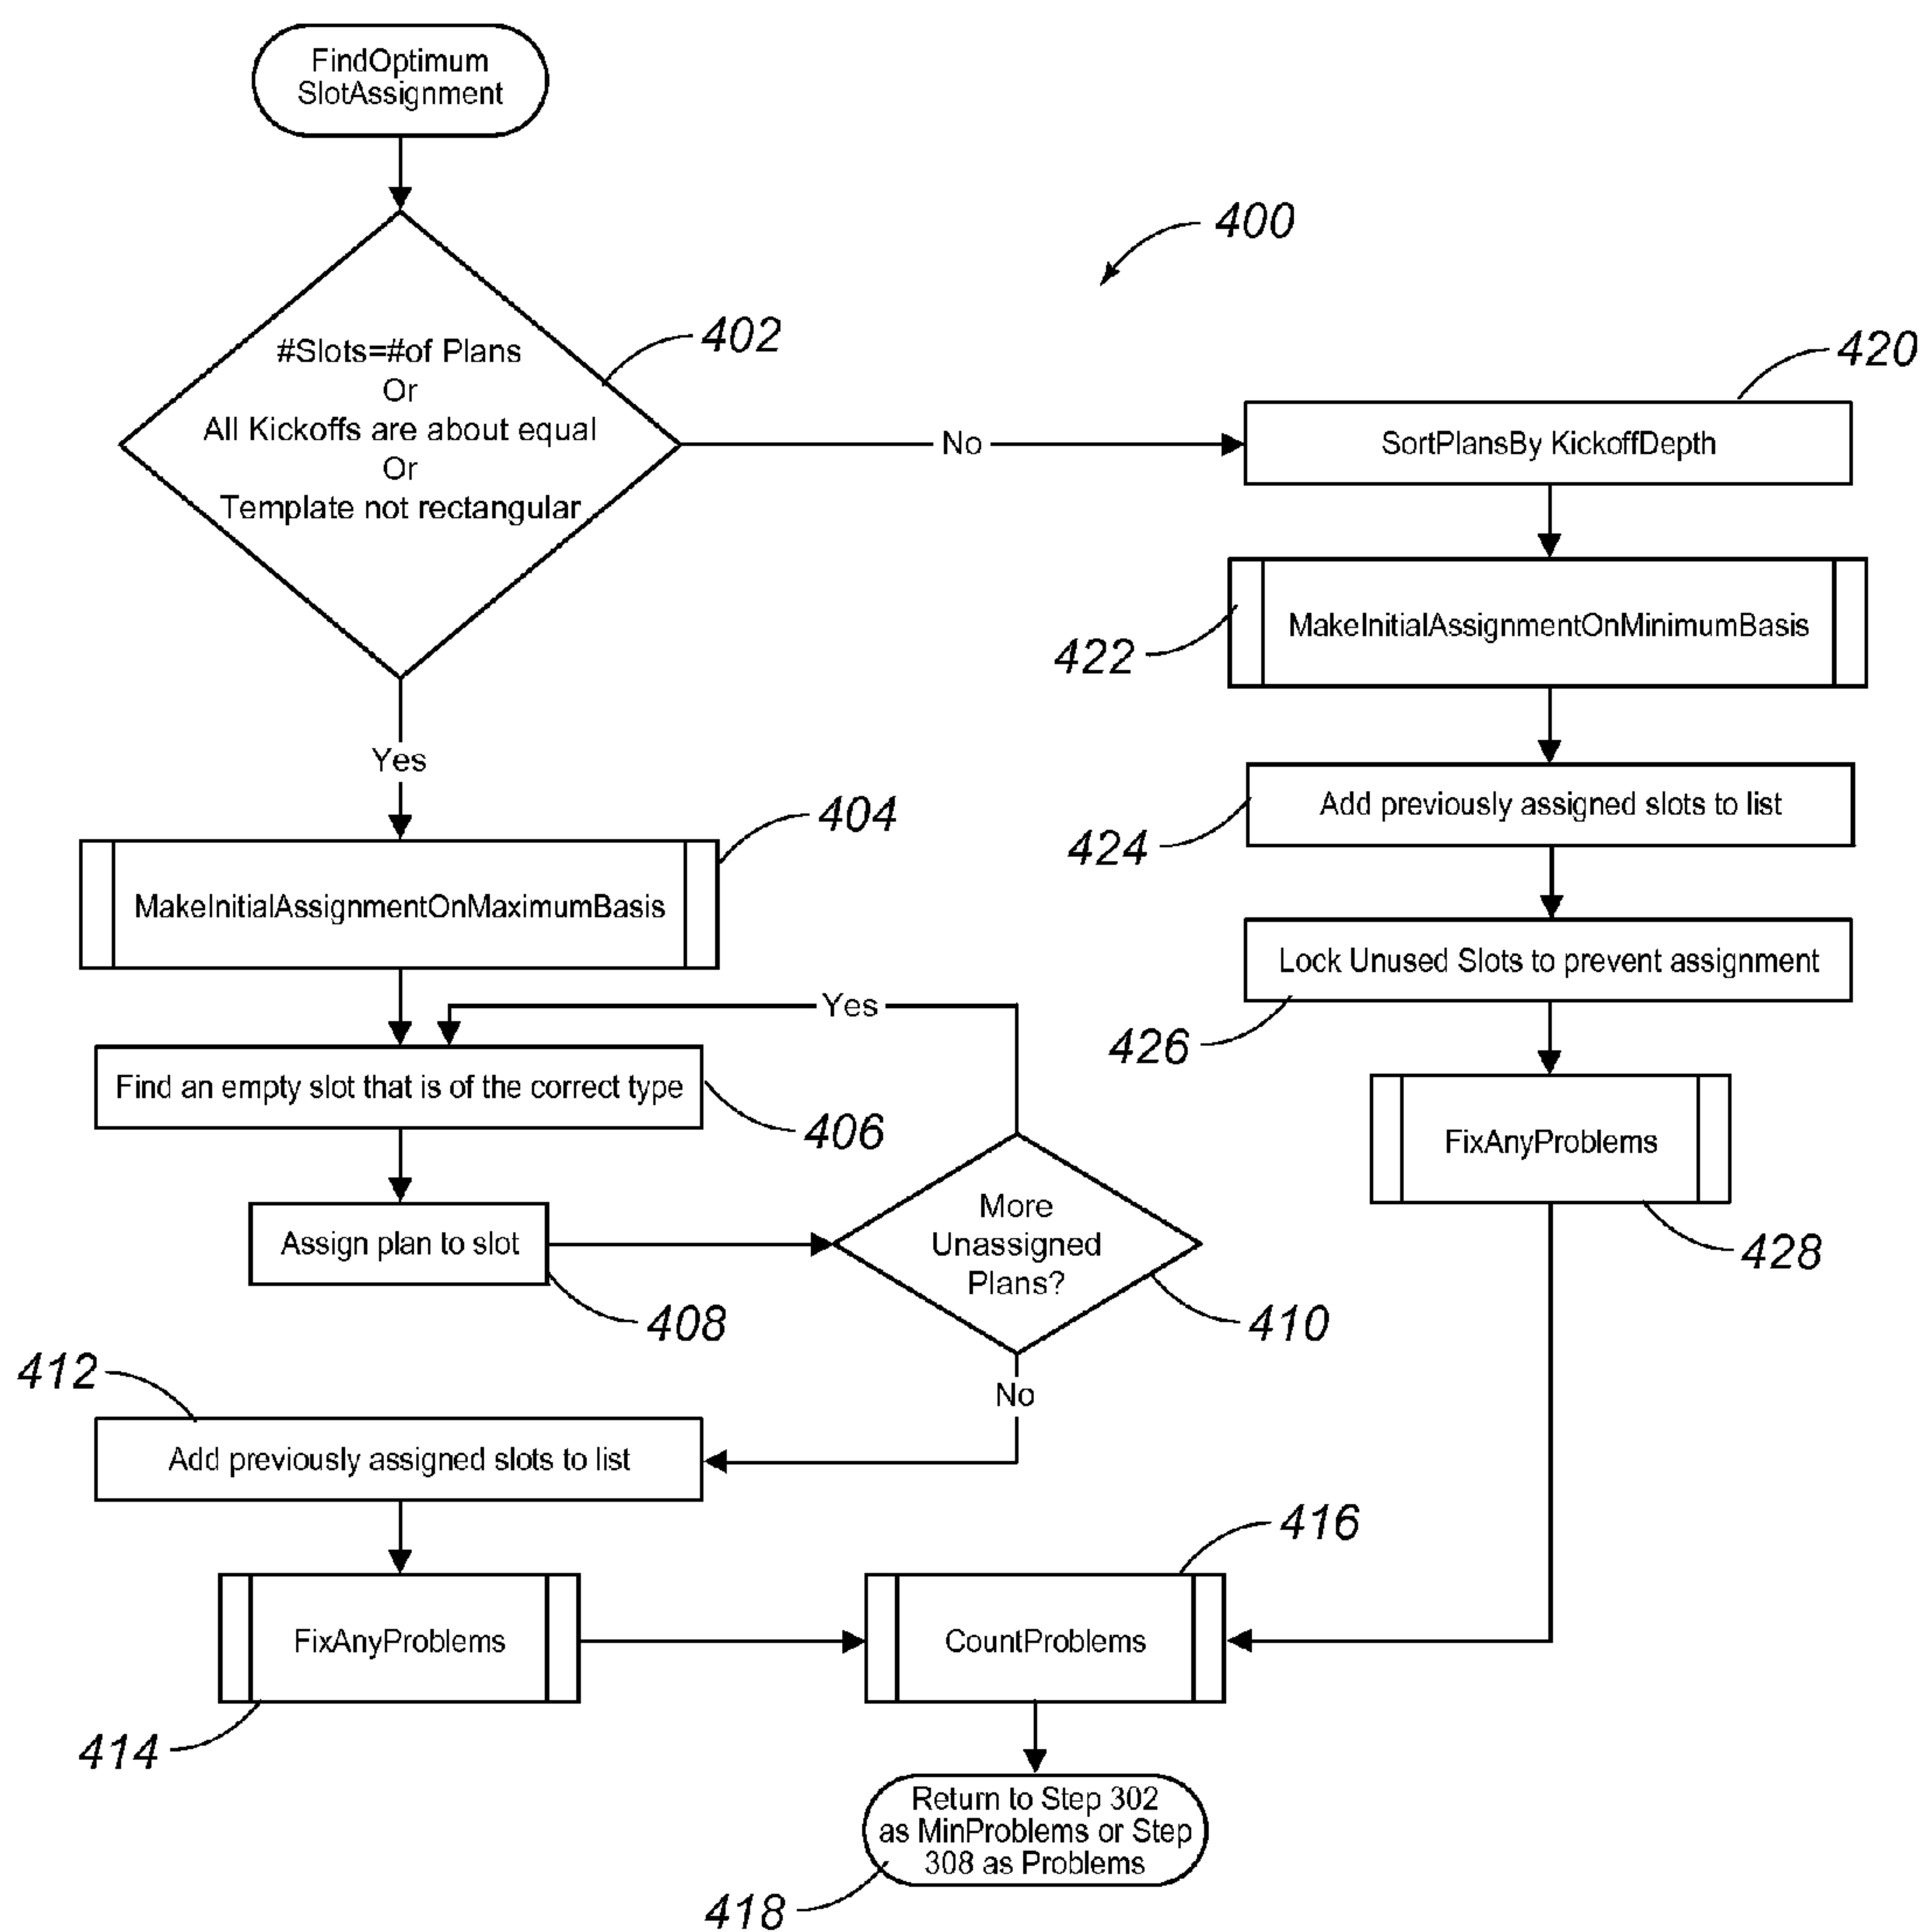 FindOptimum
SlotAssignment
400
402
#Slots=#of Plans
Or
All Kickoffs are about equal
Or
Template not rectangular
No
420
SortPlansBy KickoffDepth
MakeInitialAssignmentOnMinimumBasis
422
Yes
404
Add previously assigned slots to list
424
MakeInitialAssignmentOnMaximumBasis
Lock Unused Slots to prevent assignment
426
Yes
Find an empty slot that is of the correct type
406
FixAnyProblems
428
Assign plan to slot
408
More
Unassigned
Plans?
410
No
412
Add previously assigned slots to list
416
FixAnyProblems
414
CountProblems
Return to Step 302
as MinProblems or Step
308 as Problems
418